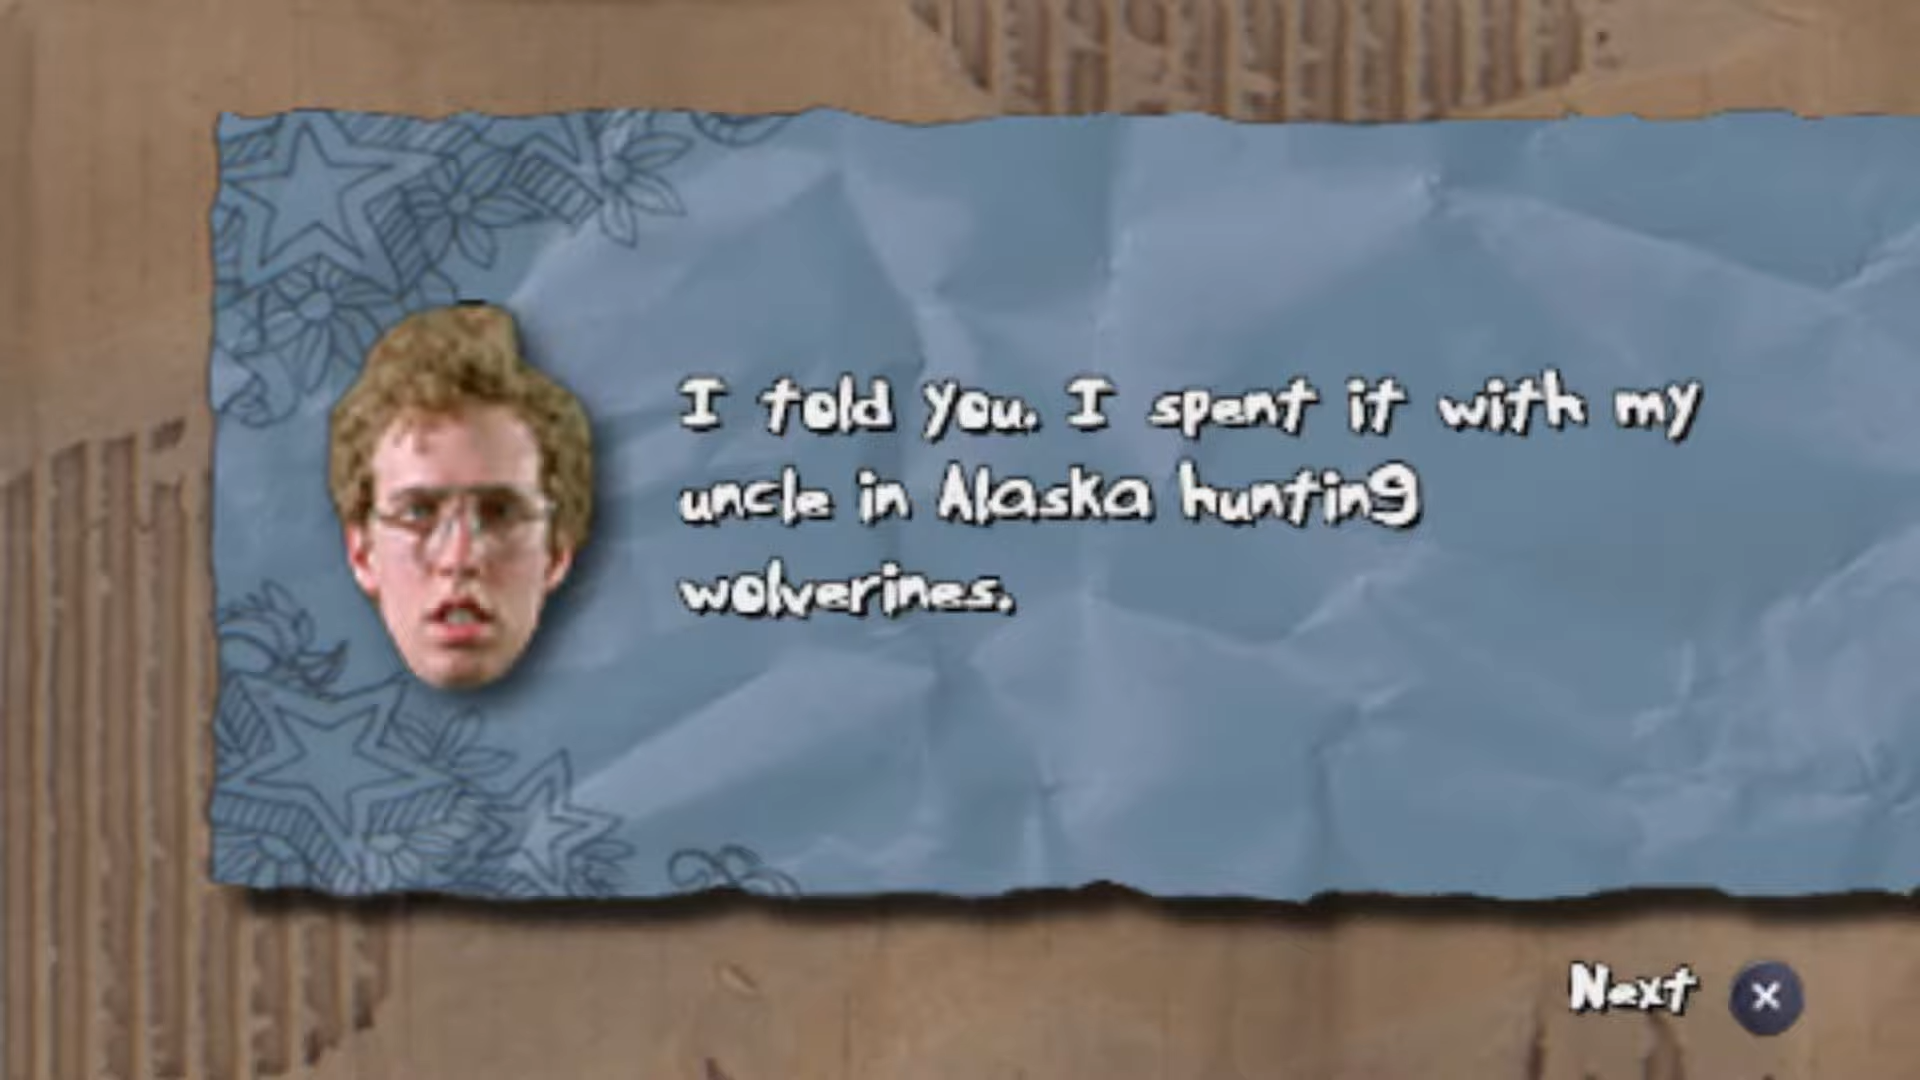 I told you. I spent it with my
uncle in Alaska hunting
wolverines.
Next